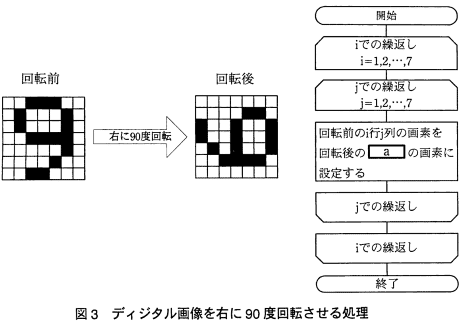 回転前
回転後
右に90度回転
開始
iでの繰返し
i=1,2,…,7
jでの繰返し
j=1,2,…,7
回転前のi行j列の画素を
回転後の a の画素に
設定する
jでの繰返し
iでの繰返し
終了
図3 ディジタル画像を右に90度回転させる処理